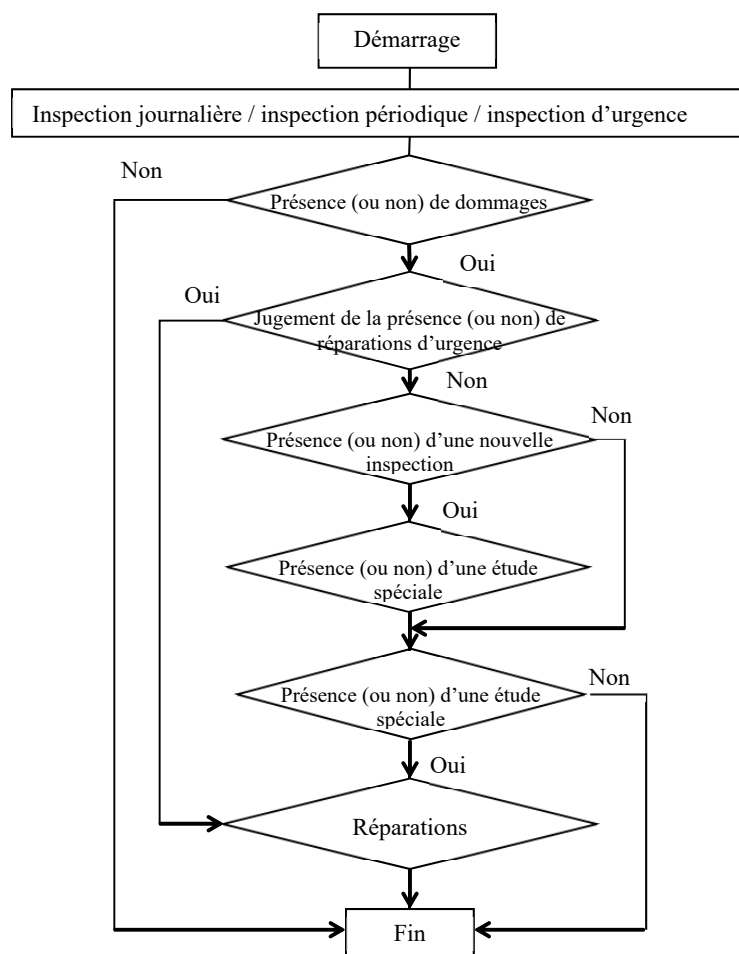 Démarrage
Inspection journalière / inspection périodique / inspection d'urgence
Non
Présence (ou non) de dommages
Oui
Oui
Jugement de la présence (ou non) de
réparations d'urgence
Non
Non
Présence (ou non) d'une nouvelle
inspection
Oui
Présence (ou non) d'une étude
spéciale
Non
Présence (ou non) d'une étude
spéciale
Oui
Réparations
Fin